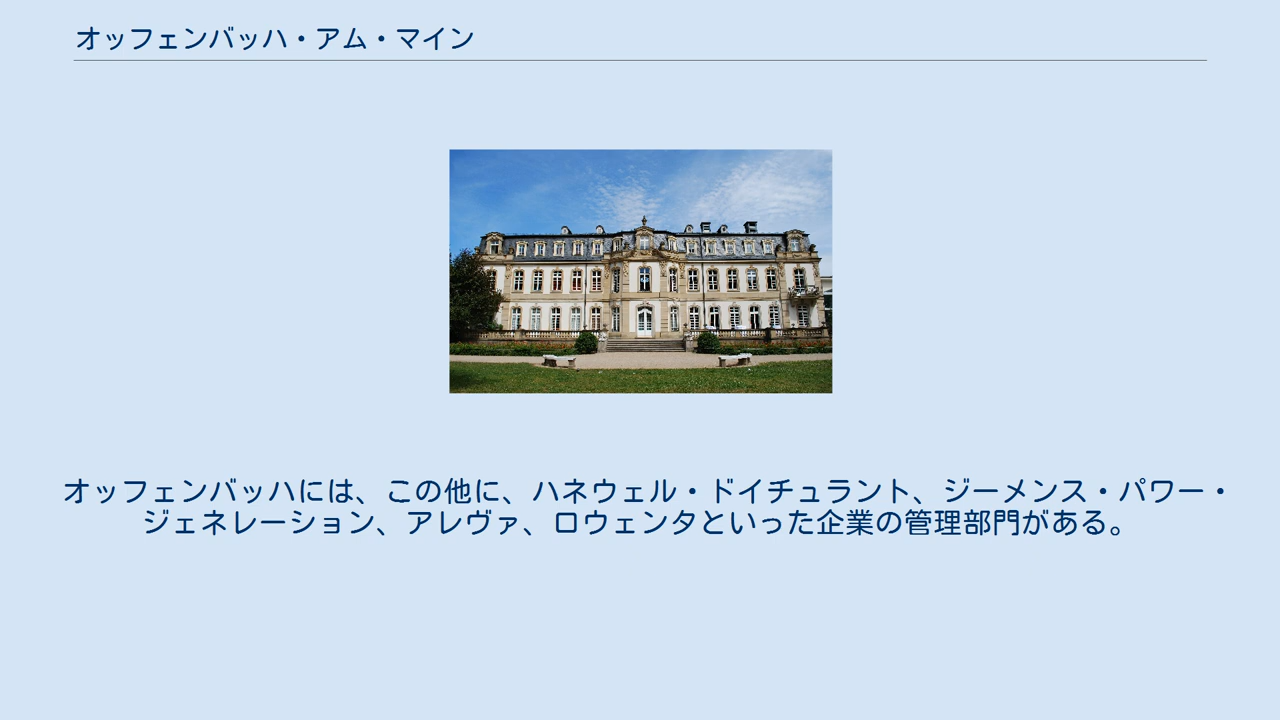 オッフェンバッハ・アム・マイン
オッフェンバッハには、この他に、ハネウェル・ドイチュラント、ジーメンス・パワー・
ジェネレーション、アレヴァ、ロウェンタといった企業の管理部門がある。